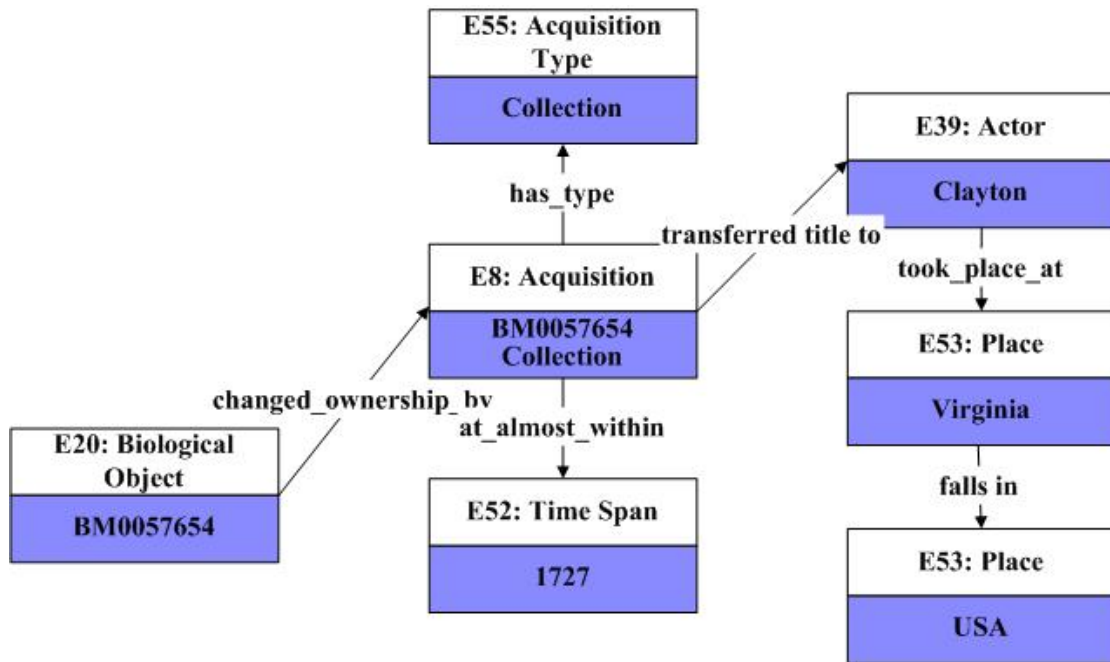 E55: Acquisition
Type
Collection
E39: Actor
Clayton
has_type
transferred title to
E8: Acquisition
BM0057654
Collection
took_place_at
E53: Place
Virginia
changed_ownership_by
at_almost_within
E20: Biological
Object
BM0057654
E52: Time Span
1727
falls in
E53: Place
USA